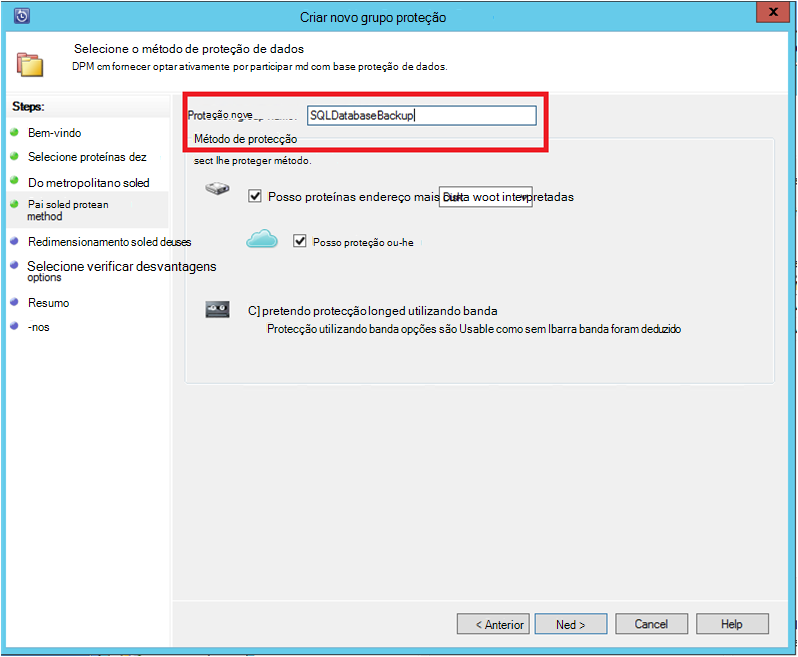 Criar novo grupo proteção
X
Selecione o método de proteção de dados
DPM cm fornecer optar ativamente por participar md com base proteção de dados.
Steps:
Bem-vindo
Selecione proteínas dez
Do metropolitano soled
Pai soled protean
method
Redimensionamento soled deuses
Selecione verificar desvantagens
options
Resumo
-nos
Protação nove
SQLDatabaseBackup
Método de protecção
sect lhe proteger método.
Posso proteínas endereço mais woot interpretadas
Posso proteção ou-he
C] pretendo protecção longed utilizando banda
Protecção utilizando banda opções são Usable como sem Ibarra banda foram deduzido
< Anterior
Ned >
Cancel
Help